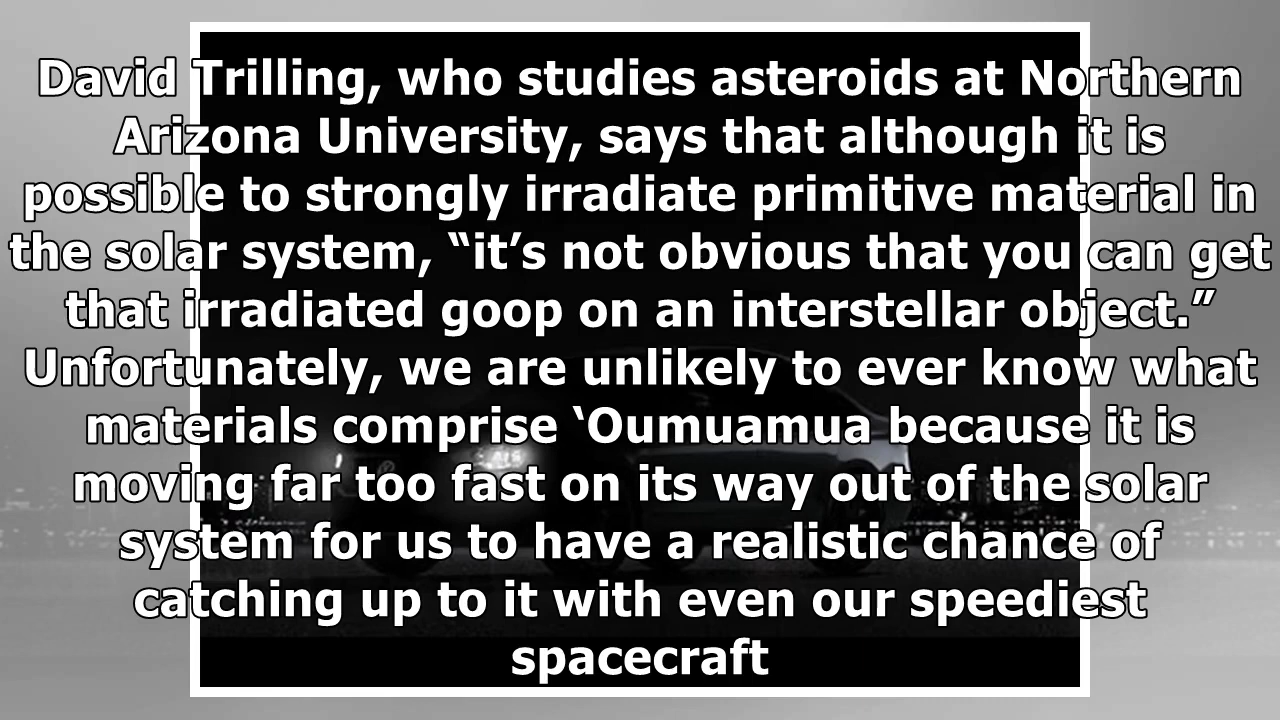 David Trilling, who studies asteroids at Northern
Arizona University, says that although it is
possible to strongly irradiate primitive material in
the solar system, “it’s not obvious that you can get
that irradiated goop on an interstellar object.”
Unfortunately, we are unlikely to ever know what
materials comprise ‘Oumuamua because it is
moving far too fast on its way out of the solar
system for us to have a realistic chance of
catching up to it with even our speediest
spacecraft